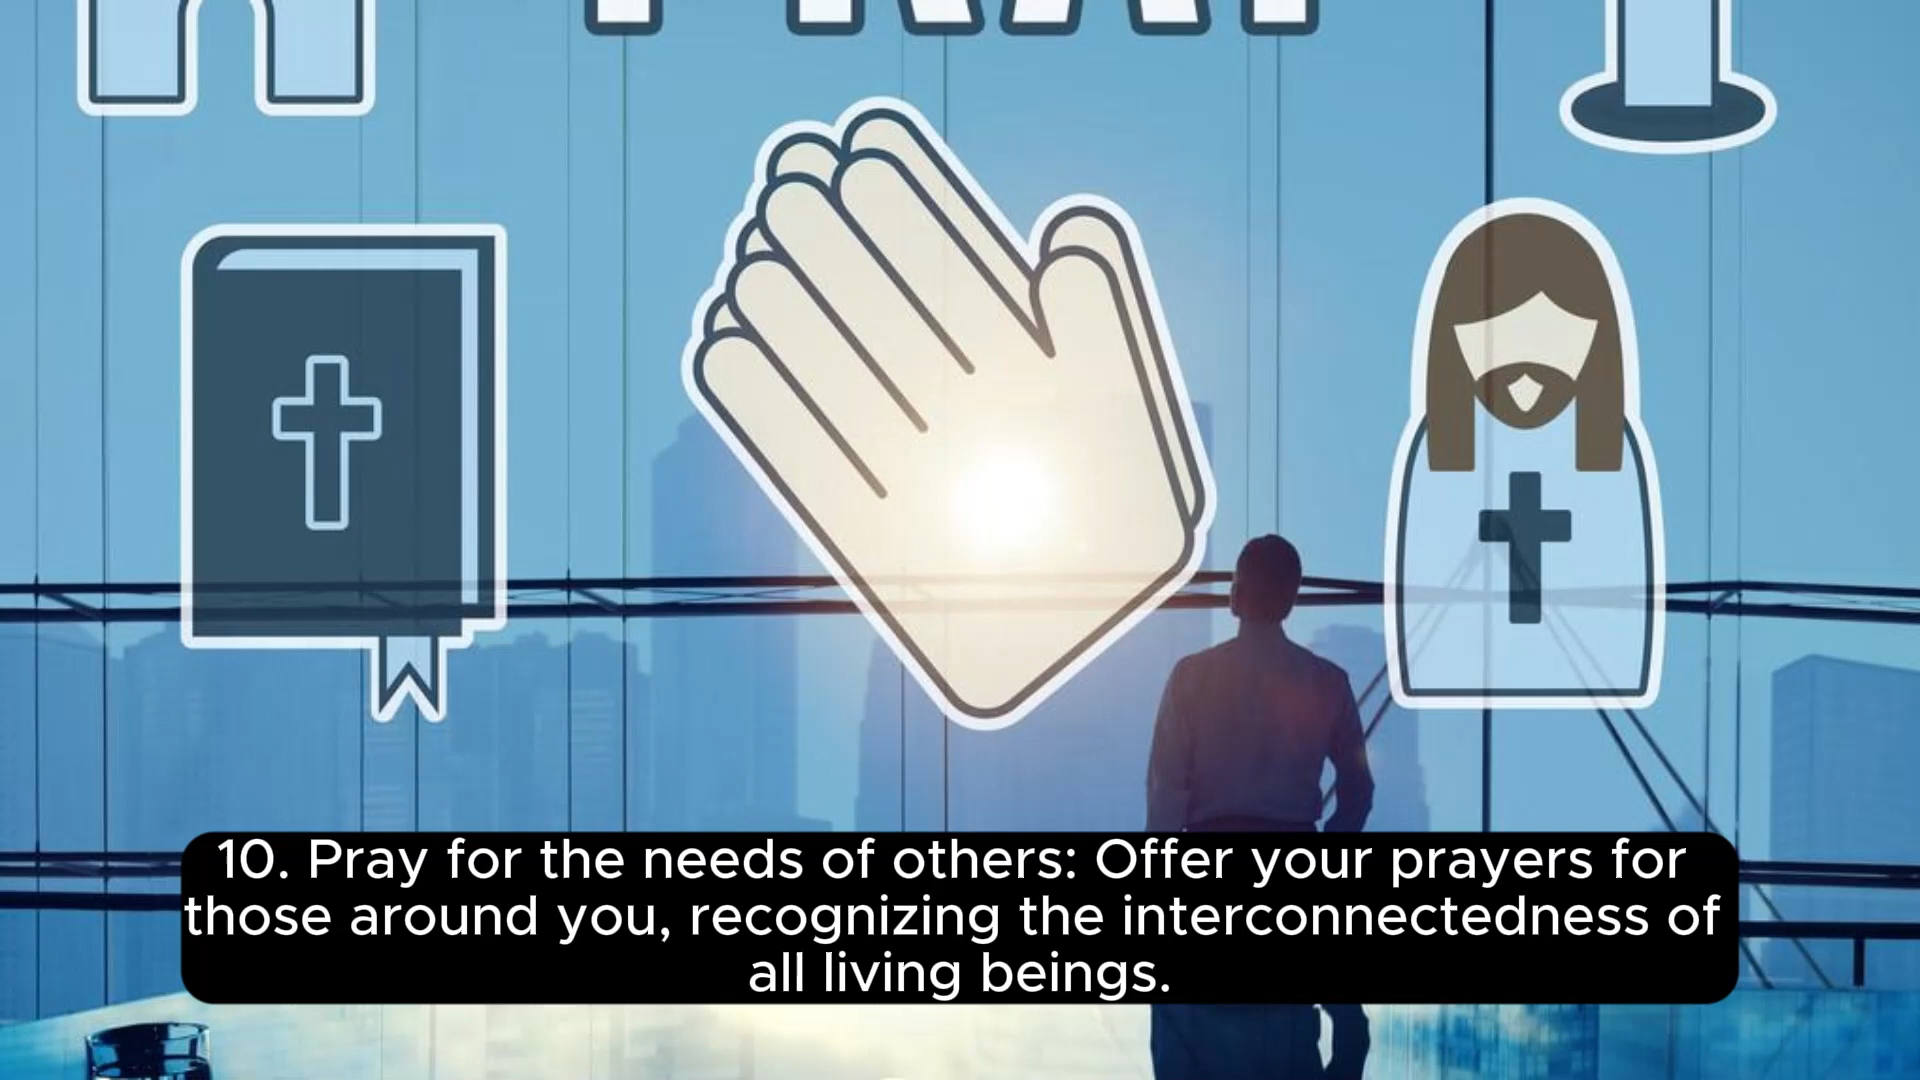 PRAY
10. Pray for the needs of others: Offer your prayers for
those around you, recognizing the interconnectedness of
all living beings.